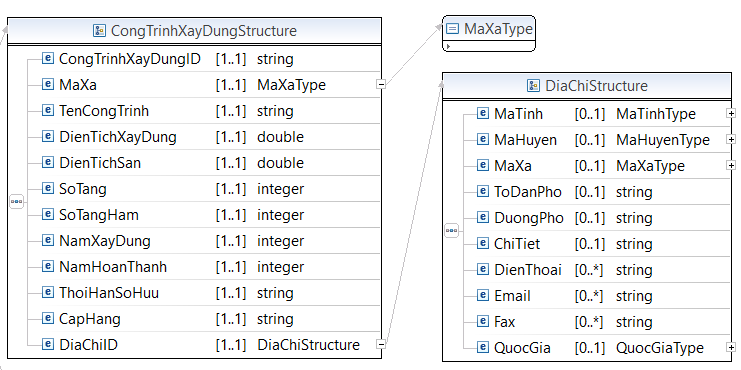 CongTrinhXayDungStructure
CongTrinhXayDungID [1..1] string
MaXa [1..1] MaXaType
TenCongTrinh [1..1] string
DienTichXayDung [1..1] double
DienTichSan [1..1] double
SoTang [1..1] integer
SoTangHam [1..1] integer
NamXayDung [1..1] integer
NamHoanThanh [1..1] integer
ThoiHanSoHuu [1..1] string
CapHang [1..1] string
DiaChiID [1..1] DiaChiStructure
MaXaType
DiaChiStructure
MaTinh [0..1] MaTinhType
MaHuyen [0..1] MaHuyenType
MaXa [0..1] MaXaType
ToDanPho [0..1] string
DuongPho [0..1] string
ChiTiet [0..1] string
DienThoai [0..*] string
Email [0..*] string
Fax [0..*] string
QuocGia [0..1] QuocGiaType